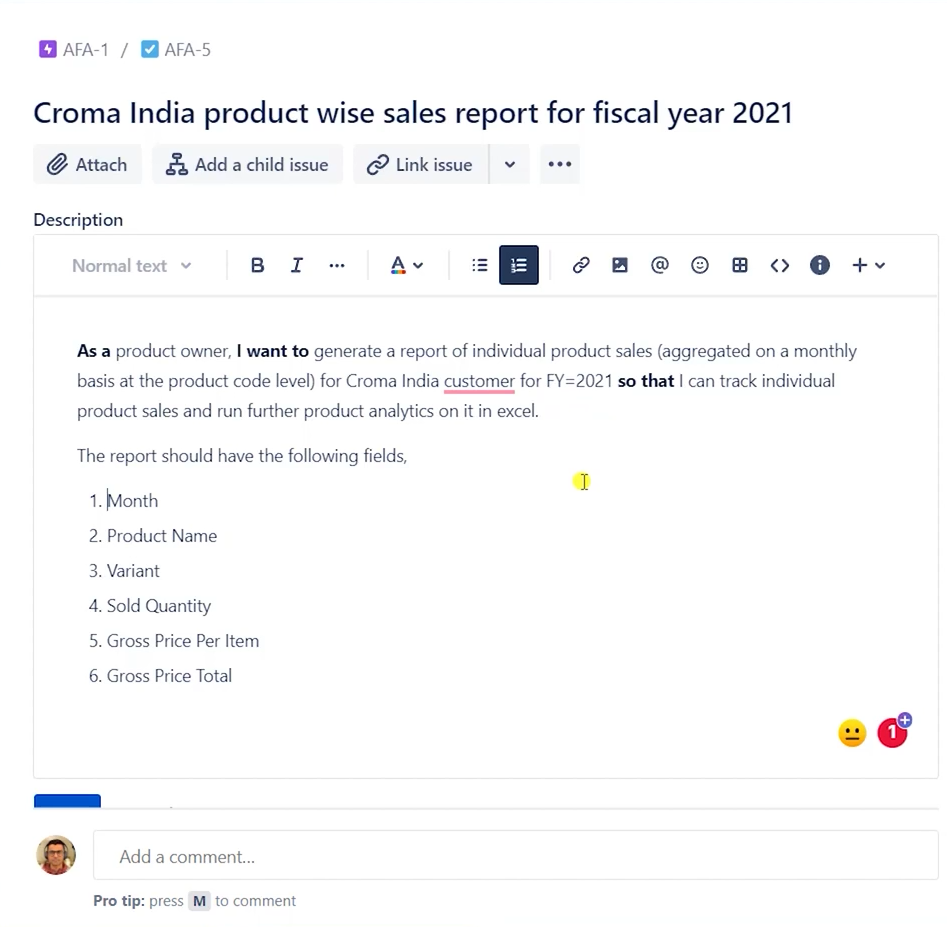 AFA-1 / AFA-5
Croma India product wise sales report for fiscal year 2021
Attach Add a child issue Link issue
Description
Normal text B I A
As a product owner, I want to generate a report of individual product sales (aggregated on a monthly
basis at the product code level) for Croma India customer for FY=2021 so that I can track individual
product sales and run further product analytics on it in excel.
The report should have the following fields,
1. Month
2. Product Name
3. Variant
4. Sold Quantity
5. Gross Price Per Item
6. Gross Price Total
1
Add a comment...
Pro tip: press M to comment